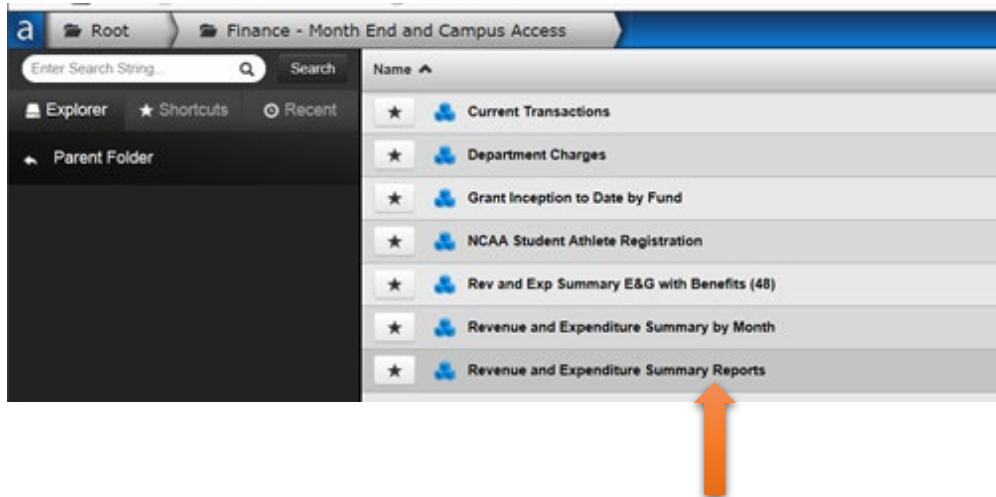 a Root Finance - Month End and Campus Access
Enter Search String... Search Name
Explorer Shortcuts Recent
Parent Folder
Current Transactions
Department Charges
Grant Inception to Date by Fund
NCAA Student Athlete Registration
Rev and Exp Summary E&G with Benefits (48)
Revenue and Expenditure Summary by Month
Revenue and Expenditure Summary Reports